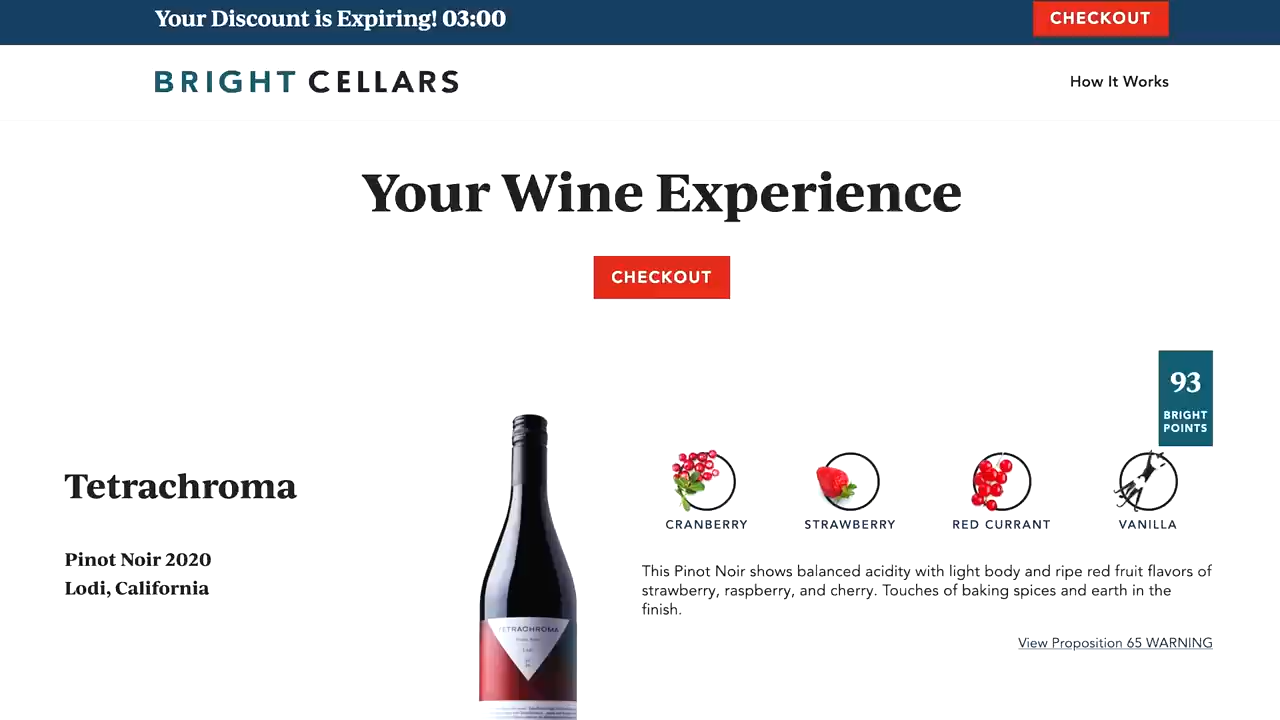 Your Discount is Expiring! 03:00
CHECKOUT
BRIGHT CELLARS
How It Works
Your Wine Experience
CHECKOUT
93
BRIGHT
POINTS
Tetrachroma
Pinot Noir 2020
Lodi, California
TETRACHROMA
Pinot Noir
Lodi
CRANBERRY
STRAWBERRY
RED CURRANT
VANILLA
This Pinot Noir shows balanced acidity with light body and ripe red fruit flavors of
strawberry, raspberry, and cherry. Touches of baking spices and earth in the
finish.
View Proposition 65 WARNING